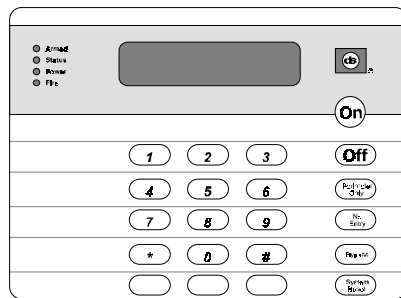 Armed
Status
Power
Fire
ds
On
1 2 3 Off
4 5 6 Perimeter Only
7 8 9 No Entry
* 0 # Bypass
System Reset